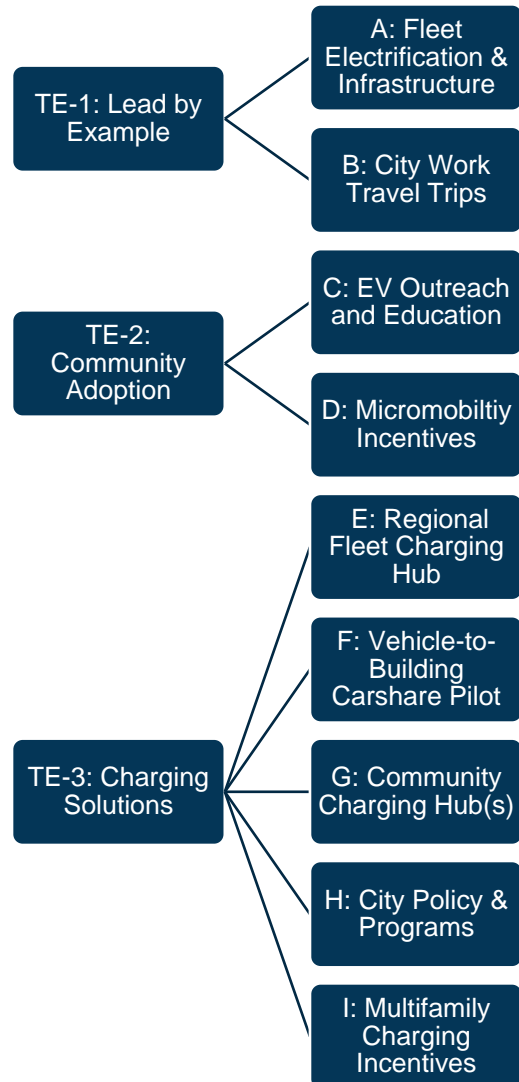 TE-1: Lead by
Example
A: Fleet
Electrification &
Infrastructure
B: City Work
Travel Trips
TE-2:
Community
Adoption
C: EV Outreach
and Education
D: Micromobiltiy
Incentives
TE-3: Charging
Solutions
E: Regional
Fleet Charging
Hub
F: Vehicle-to-
Building
Carshare Pilot
G: Community
Charging Hub(s)
H: City Policy &
Programs
I: Multifamily
Charging
Incentives